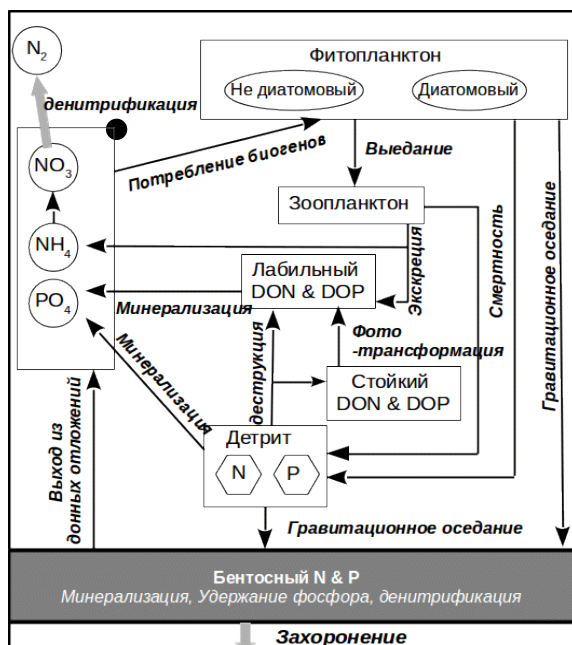 N2
Фитопланктон
Не диатомовый
Диатомовый
денитрификация
NO3
Потребление биогенов
Выедание
Зоопланктон
NH4
Экскреция
Смертность
Гравитационное оседание
Лабильный
DON & DOP
PO4
Минерализация
Минерализация
деструкция
Фото
-трансформация
Стойкий
DON & DOP
Детрит
N
P
Выход из
донных отложений
Гравитационное оседание
Бентосный N & P
Минерализация, Удержание фосфора, денитрификация
Захоронение